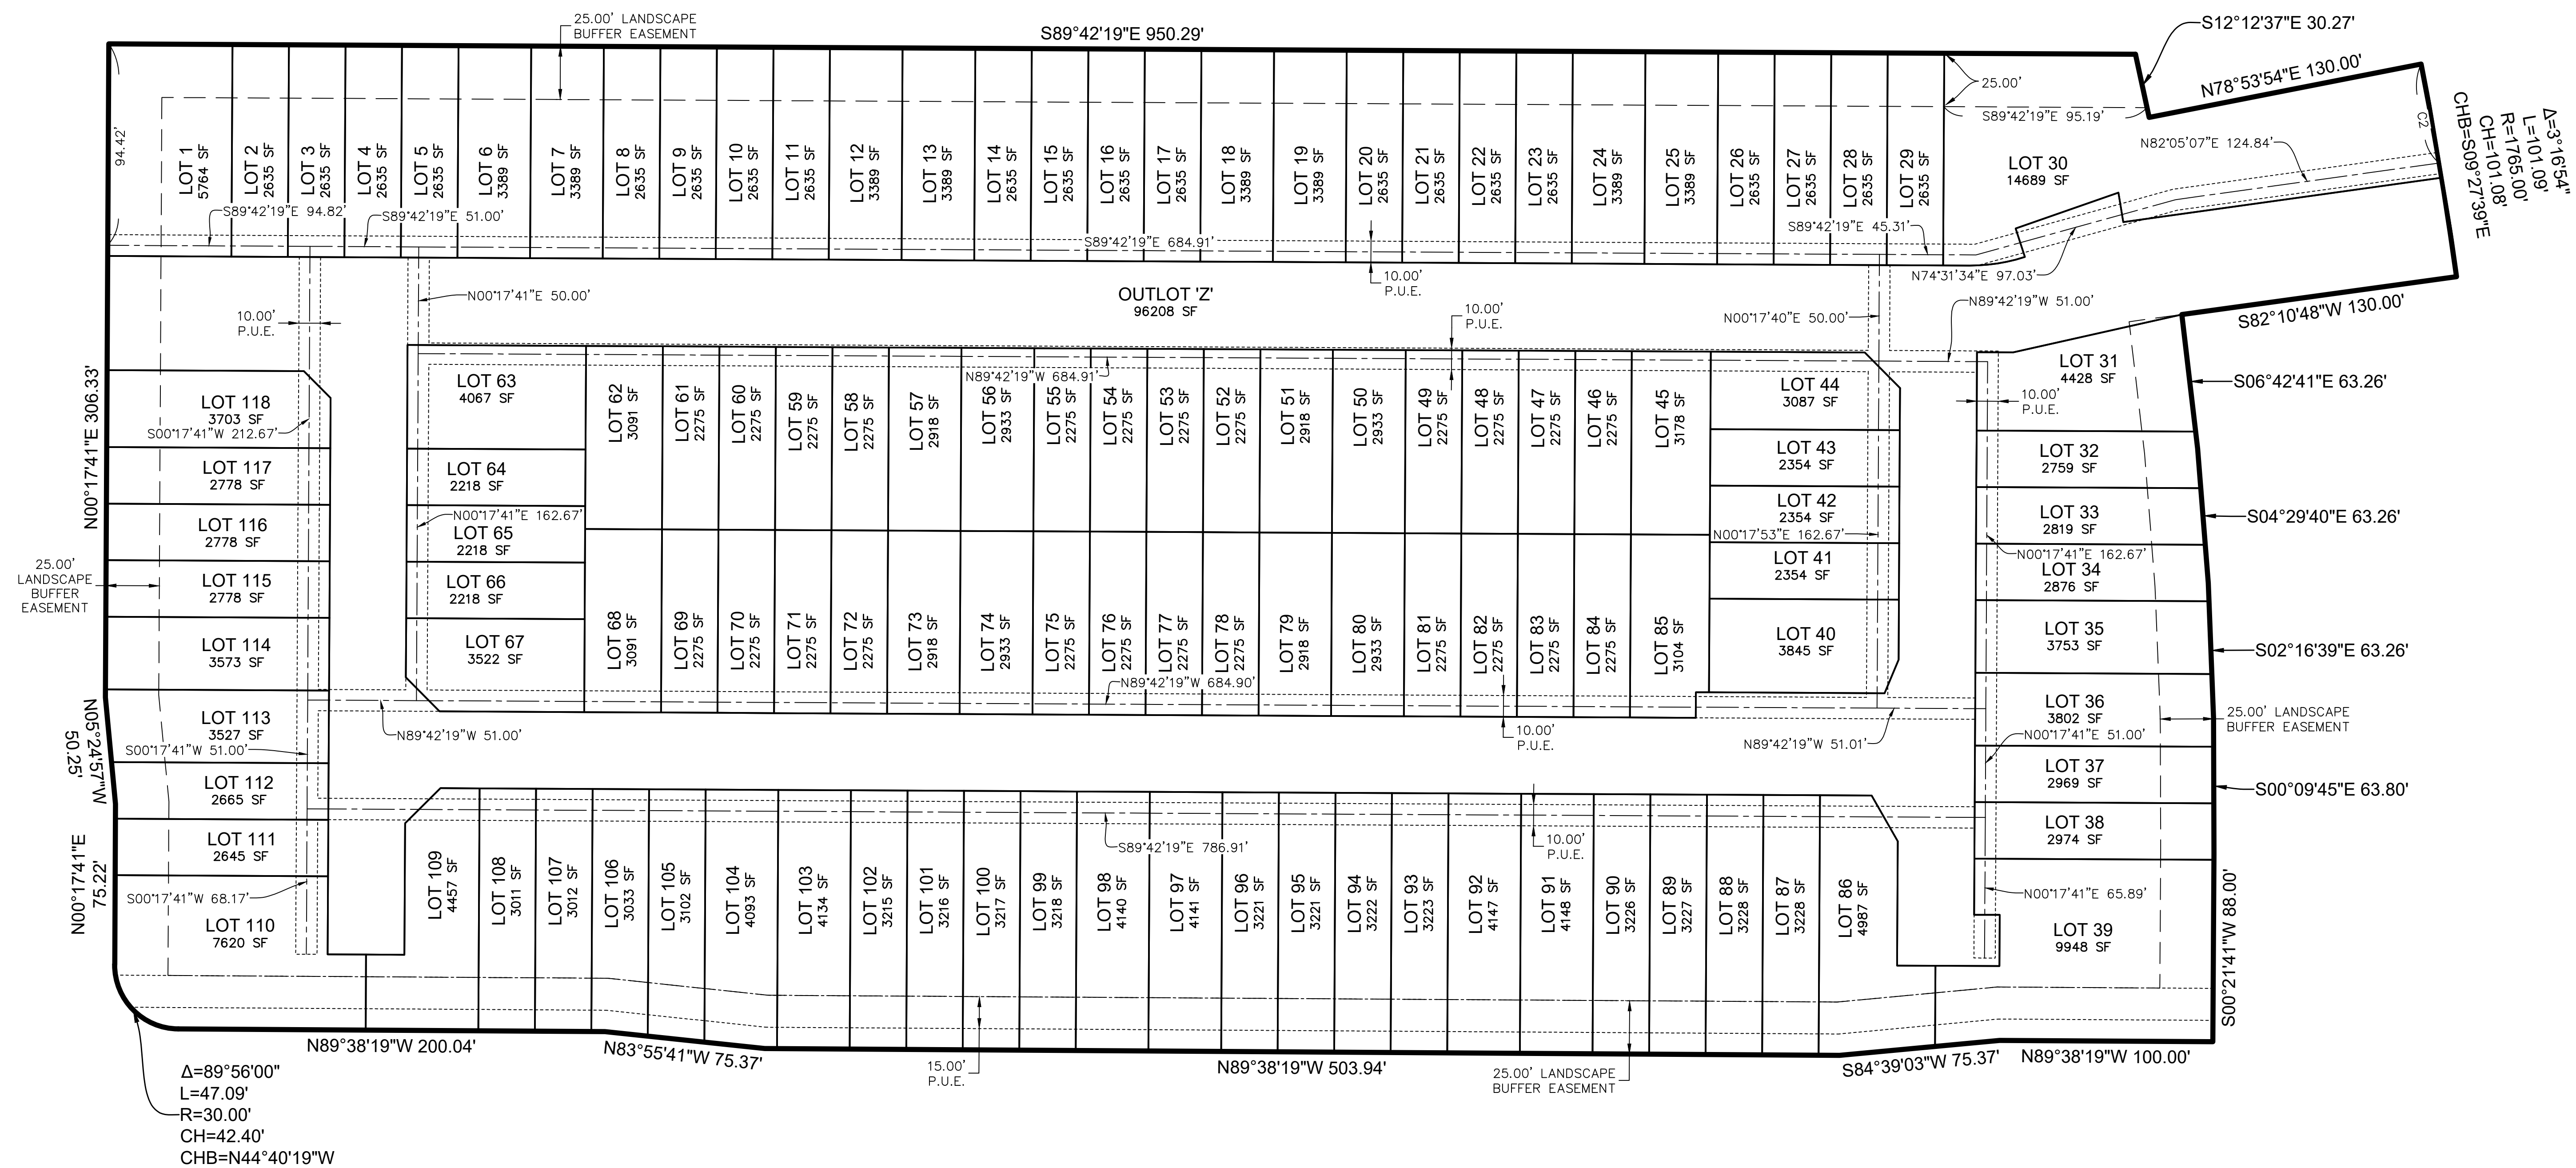 25.00' LANDSCAPE
BUFFER EASEMENT
S89°42'19"E 950.29'
S12°12'37"E 30.27'
N78°53'54"E 130.00'
25.00'
S89°42'19"E 95.19'
N82°05'07"E 124.84'
C2
Δ=3°16'54"
L=101.09'
R=1765.00'
CH=101.08'
CHB=S09°27'39"E
94.42'
LOT 1
5764 SF
LOT 2
2635 SF
LOT 3
2635 SF
LOT 4
2635 SF
LOT 5
2635 SF
LOT 6
3389 SF
LOT 7
3389 SF
LOT 8
2635 SF
LOT 9
2635 SF
LOT 10
2635 SF
LOT 11
2635 SF
LOT 12
3389 SF
LOT 13
3389 SF
LOT 14
2635 SF
LOT 15
2635 SF
LOT 16
2635 SF
LOT 17
2635 SF
LOT 18
3389 SF
LOT 19
3389 SF
LOT 20
2635 SF
LOT 21
2635 SF
LOT 22
2635 SF
LOT 23
2635 SF
LOT 24
3389 SF
LOT 25
3389 SF
LOT 26
2635 SF
LOT 27
2635 SF
LOT 28
2635 SF
LOT 29
2635 SF
LOT 30
14689 SF
S89°42'19"E 94.82'
S89°42'19"E 51.00'
S89°42'19"E 684.91'
S89°42'19"E 45.31'
N74°31'34"E 97.03'
10.00'
P.U.E.
N00°17'41"E 50.00'
OUTLOT 'Z'
96208 SF
10.00'
P.U.E.
10.00'
P.U.E.
N00°17'40"E 50.00'
N89°42'19"W 51.00'
S82°10'48"W 130.00'
N00°17'41"E 306.33'
LOT 118
3703 SF
S00°17'41"W 212.67'
LOT 117
2778 SF
LOT 116
2778 SF
LOT 115
2778 SF
LOT 114
3573 SF
25.00'
LANDSCAPE
BUFFER
EASEMENT
LOT 63
4067 SF
LOT 64
2218 SF
N00°17'41"E 162.67'
LOT 65
2218 SF
LOT 66
2218 SF
LOT 67
3522 SF
LOT 62
3091 SF
LOT 61
2275 SF
LOT 60
2275 SF
LOT 59
2275 SF
LOT 58
2275 SF
LOT 57
2918 SF
N89°42'19"W 684.91'
LOT 56
2933 SF
LOT 55
2275 SF
LOT 54
2275 SF
LOT 53
2275 SF
LOT 52
2275 SF
LOT 51
2918 SF
LOT 50
2933 SF
LOT 49
2275 SF
LOT 48
2275 SF
LOT 47
2275 SF
LOT 46
2275 SF
LOT 45
3178 SF
LOT 44
3087 SF
LOT 43
2354 SF
LOT 42
2354 SF
N00°17'53"E 162.67'
LOT 41
2354 SF
LOT 40
3845 SF
LOT 31
4428 SF
10.00'
P.U.E.
S06°42'41"E 63.26'
LOT 32
2759 SF
LOT 33
2819 SF
S04°29'40"E 63.26'
N00°17'41"E 162.67'
LOT 34
2876 SF
LOT 35
3753 SF
S02°16'39"E 63.26'
LOT 68
3091 SF
LOT 69
2275 SF
LOT 70
2275 SF
LOT 71
2275 SF
LOT 72
2275 SF
LOT 73
2918 SF
LOT 74
2933 SF
LOT 75
2275 SF
LOT 76
2275 SF
LOT 77
2275 SF
LOT 78
2275 SF
LOT 79
2918 SF
LOT 80
2933 SF
LOT 81
2275 SF
LOT 82
2275 SF
LOT 83
2275 SF
LOT 84
2275 SF
LOT 85
3104 SF
N89°42'19"W 684.90'
10.00'
P.U.E.
N05°24'57"W
50.25'
LOT 113
3527 SF
S00°17'41"W 51.00'
N89°42'19"W 51.00'
N89°42'19"W 51.01'
LOT 36
3802 SF
N00°17'41"E 51.00'
25.00' LANDSCAPE
BUFFER EASEMENT
LOT 112
2665 SF
LOT 37
2969 SF
S00°09'45"E 63.80'
LOT 111
2645 SF
LOT 38
2974 SF
N00°17'41"E
75.22'
S00°17'41"W 68.17'
LOT 110
7620 SF
S89°42'19"E 786.91'
10.00'
P.U.E.
LOT 109
4457 SF
LOT 108
3011 SF
LOT 107
3012 SF
LOT 106
3033 SF
LOT 105
3102 SF
LOT 104
4093 SF
LOT 103
4134 SF
LOT 102
3215 SF
LOT 101
3216 SF
LOT 100
3217 SF
LOT 99
3218 SF
LOT 98
4140 SF
LOT 97
4141 SF
LOT 96
3221 SF
LOT 95
3221 SF
LOT 94
3222 SF
LOT 93
3223 SF
LOT 92
4147 SF
LOT 91
4148 SF
LOT 90
3226 SF
LOT 89
3227 SF
LOT 88
3228 SF
LOT 87
3228 SF
LOT 86
4987 SF
N00°17'41"E 65.89'
LOT 39
9948 SF
S00°21'41"W 88.00'
N89°38'19"W 200.04'
N83°55'41"W 75.37'
15.00'
P.U.E.
N89°38'19"W 503.94'
25.00' LANDSCAPE
BUFFER EASEMENT
S84°39'03"W 75.37'
N89°38'19"W 100.00'
Δ=89°56'00"
L=47.09'
R=30.00'
CH=42.40'
CHB=N44°40'19"W